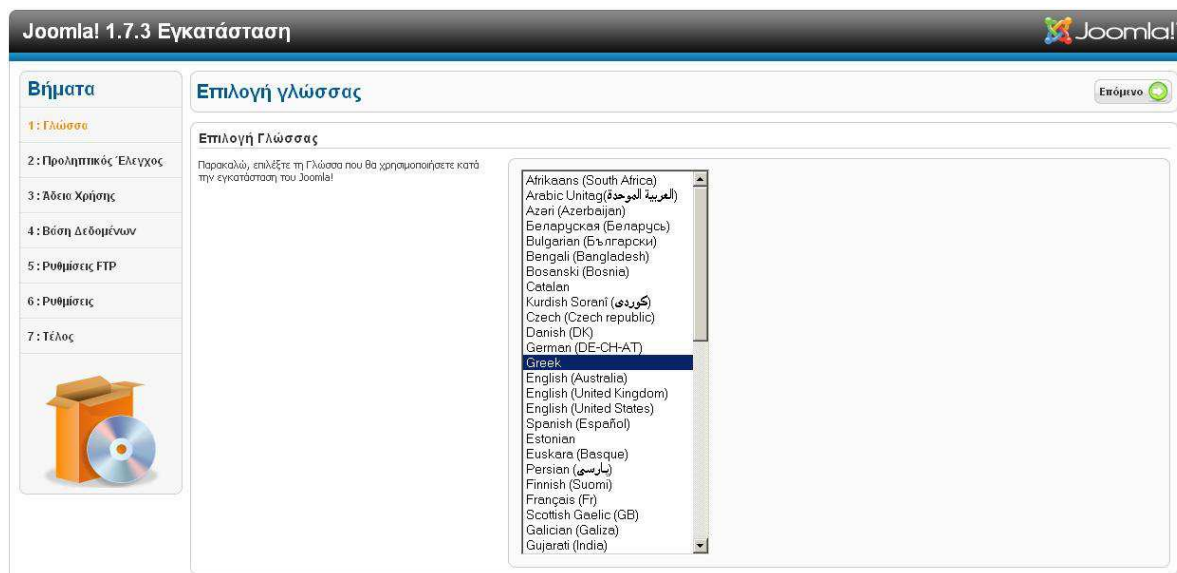 Joomla! 1.7.3 Εγκατάσταση
Joomla!
Βήματα
1 : Γλώσσα
2 : Προληπτικός Έλεγχος
3 : Άδεια Χρήσης
4 : Βάση Δεδομένων
5 : Ρυθμίσεις FTP
6 : Ρυθμίσεις
7 : Τέλος
Επιλογή γλώσσας
Επόμενο
Επιλογή Γλώσσας
Παρακαλώ, επιλέξτε τη Γλώσσα που θα χρησιμοποιήσετε κατά
την εγκατάσταση του Joomla!
Afrikaans (South Africa)
Arabic Unitag(العربية الموحدة)
Azəri (Azerbaijan)
Беларуская (Беларусь)
Bulgarian (Български)
Bengali (Bangladesh)
Bosanski (Bosnia)
Catalan
Kurdish Soranî (كوردى)
Czech (Czech republic)
Danish (DK)
German (DE-CH-AT)
Greek
English (Australia)
English (United Kingdom)
English (United States)
Spanish (Español)
Estonian
Euskara (Basque)
Persian (پارسی)
Finnish (Suomi)
Français (Fr)
Scottish Gaelic (GB)
Galician (Galiza)
Gujarati (India)